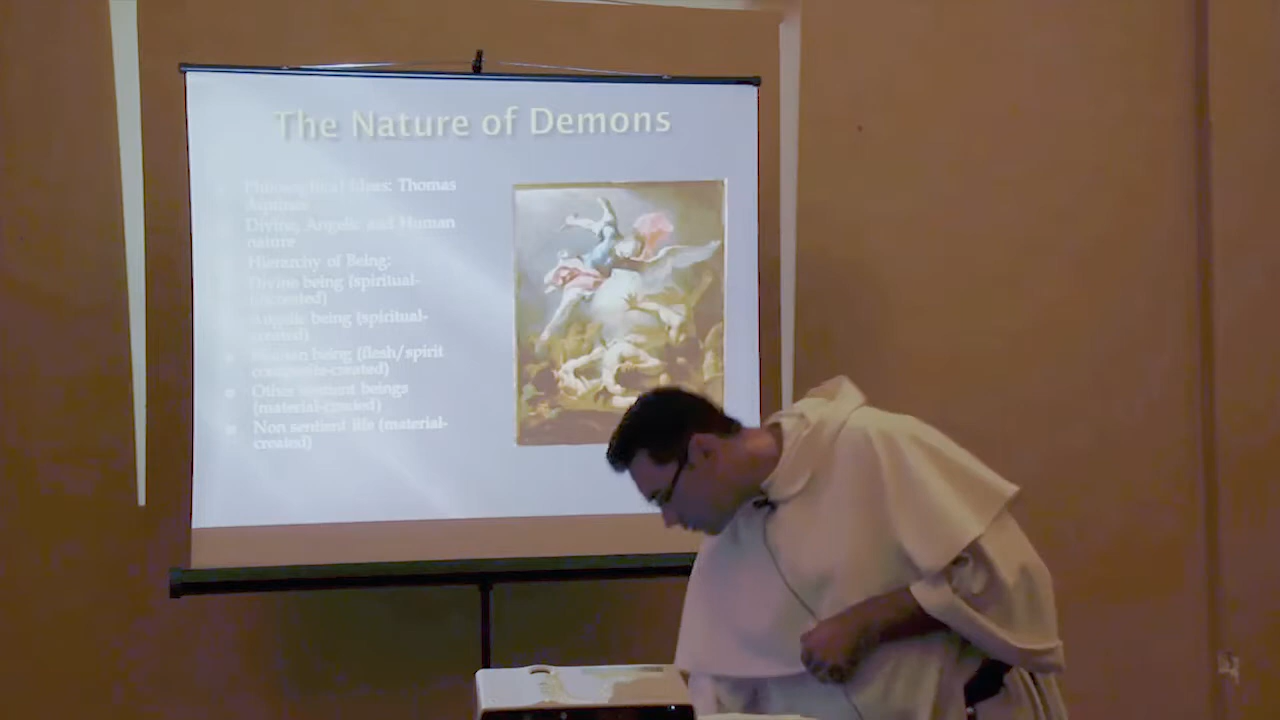 The Nature of Demons
Philosophical Ideas: Thomas
Aquinas
Divine, Angelic and Human
nature
Hierarchy of Being:
Divine being (spiritual-
uncreated)
Angelic being (spiritual-
created)
Human being (flesh/spirit
composite-created)
Other sentient beings
(material-created)
Non sentient life (material-
created)